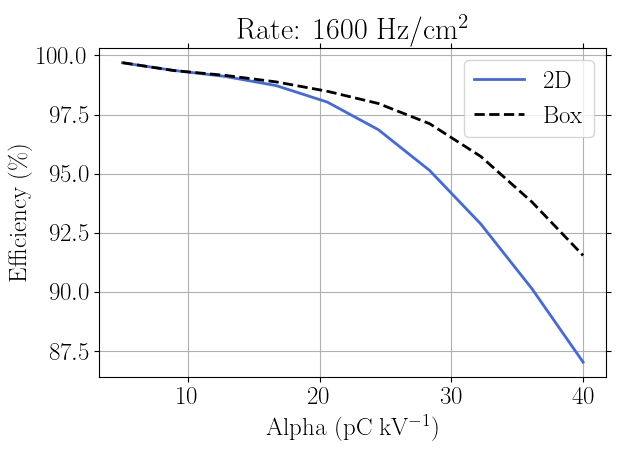 Rate: 1600 Hz/cm²
100.0
97.5
95.0
92.5
90.0
87.5
Efficiency (%)
2D
Box
10 20 30 40
Alpha (pC kV⁻¹)